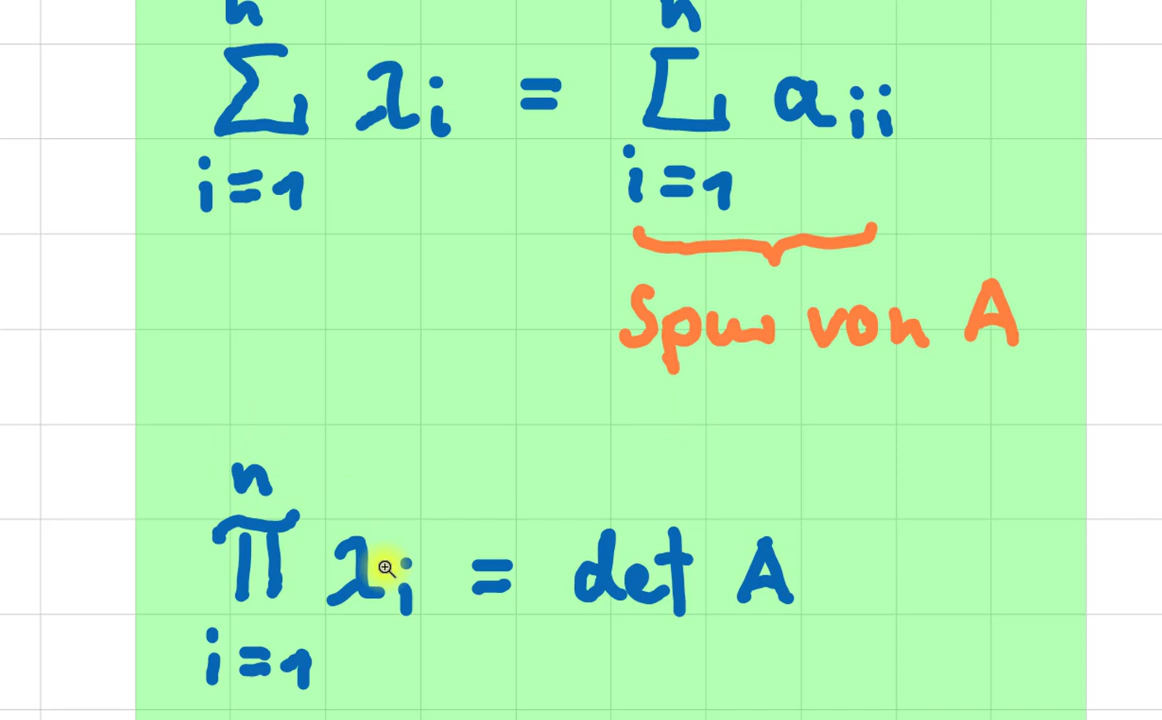 n n
∑ λi = ∑ aii
i=1 i=1
Spur von A
n
∏ λi = det A
i=1